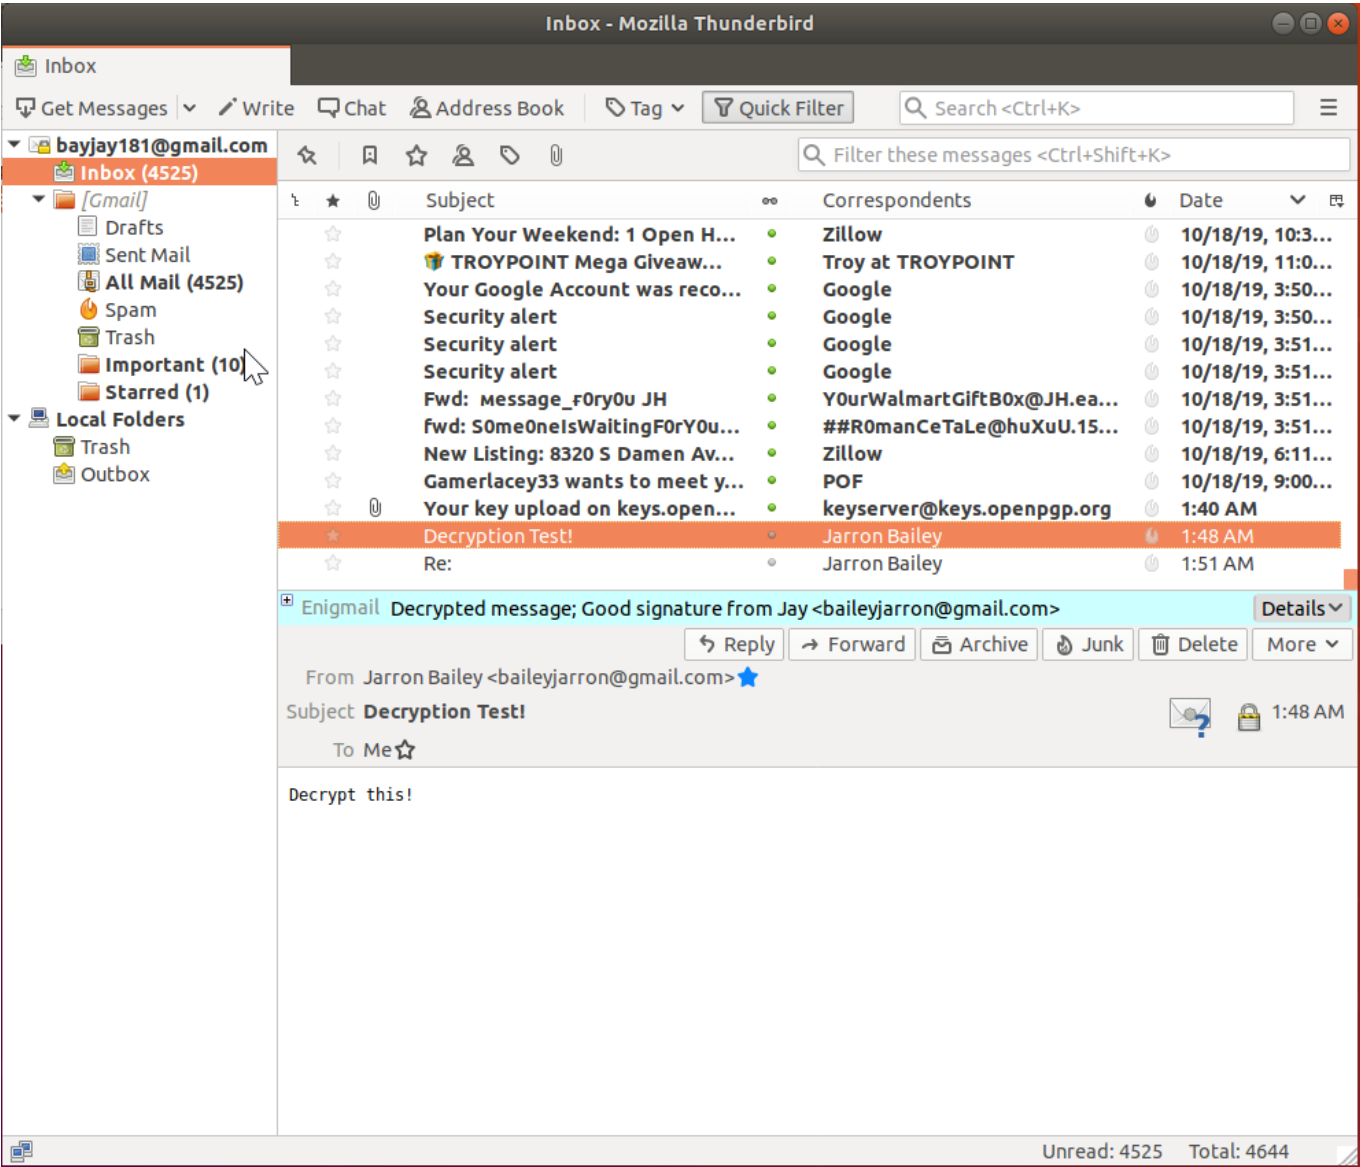 Inbox - Mozilla Thunderbird
Inbox
Get Messages Write Chat Address Book Tag Quick Filter Search <Ctrl+K>
bayjay181@gmail.com
Filter these messages <Ctrl+Shift+K>
Inbox (4525)
[Gmail]
Drafts
Sent Mail
All Mail (4525)
Spam
Trash
Important (10)
Starred (1)
Local Folders
Trash
Outbox
Subject Correspondents Date
Plan Your Weekend: 1 Open H... Zillow 10/18/19, 10:3...
TROYPOINT Mega Giveaw... Troy at TROYPOINT 10/18/19, 11:0...
Your Google Account was reco... Google 10/18/19, 3:50...
Security alert Google 10/18/19, 3:50...
Security alert Google 10/18/19, 3:51...
Security alert Google 10/18/19, 3:51...
Fwd: мessage_ғ0ry0u JH Y0urWalmartGiftB0x@JH.ea... 10/18/19, 3:51...
fwd: S0me0neIsWaitingF0rY0u... ##R0manCeTaLe@huXuU.15... 10/18/19, 3:51...
New Listing: 8320 S Damen Av... Zillow 10/18/19, 6:11...
Gamerlacey33 wants to meet y... POF 10/18/19, 9:00...
Your key upload on keys.open... keyserver@keys.openpgp.org 1:40 AM
Decryption Test! Jarron Bailey 1:48 AM
Re: Jarron Bailey 1:51 AM
Enigmail Decrypted message; Good signature from Jay <baileyjarron@gmail.com> Details
Reply Forward Archive Junk Delete More
From Jarron Bailey <baileyjarron@gmail.com>
Subject Decryption Test! 1:48 AM
To Me
Decrypt this!
Unread: 4525 Total: 4644